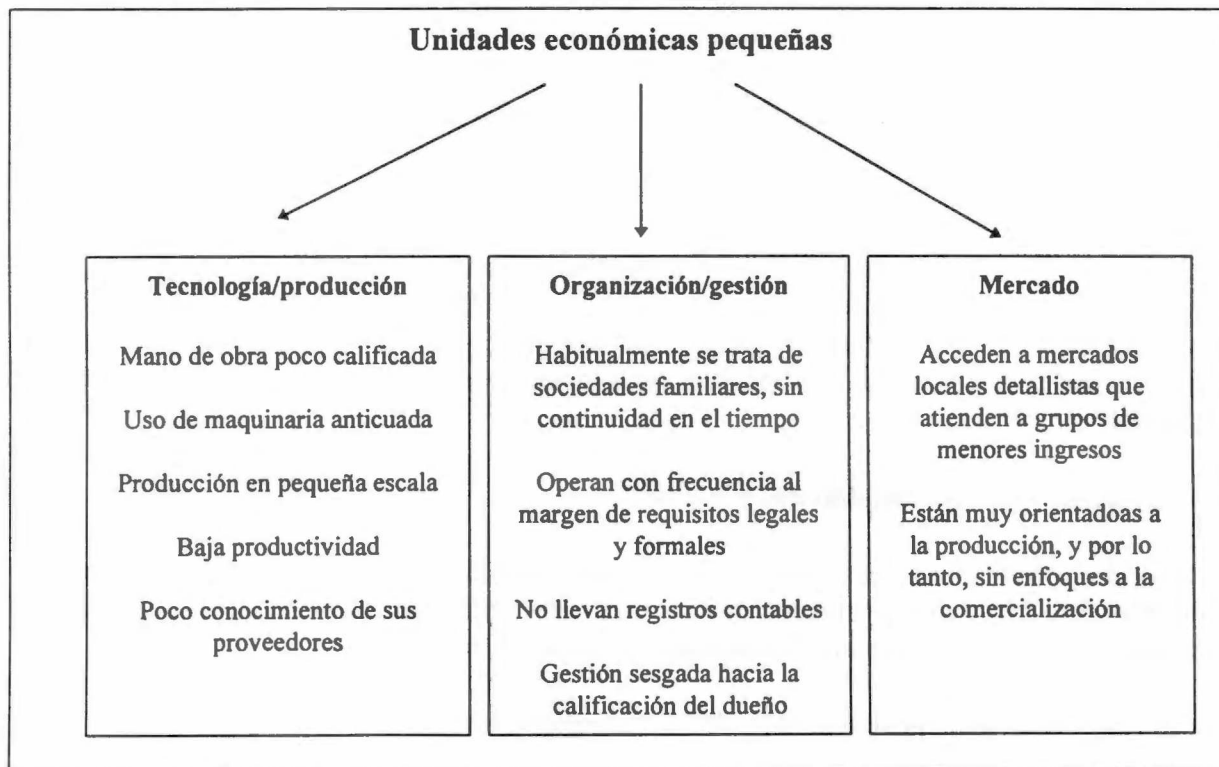 Unidades económicas pequeñas
Tecnología/producción
Mano de obra poco calificada
Uso de maquinaria anticuada
Producción en pequeña escala
Baja productividad
Poco conocimiento de sus
proveedores
Organización/gestión
Habitualmente se trata de
sociedades familiares, sin
continuidad en el tiempo
Operan con frecuencia al
margen de requisitos legales
y formales
No llevan registros contables
Gestión sesgada hacia la
calificación del dueño
Mercado
Acceden a mercados
locales detallistas que
atienden a grupos de
menores ingresos
Están muy orientadoas a
la producción, y por lo
tanto, sin enfoques a la
comercialización